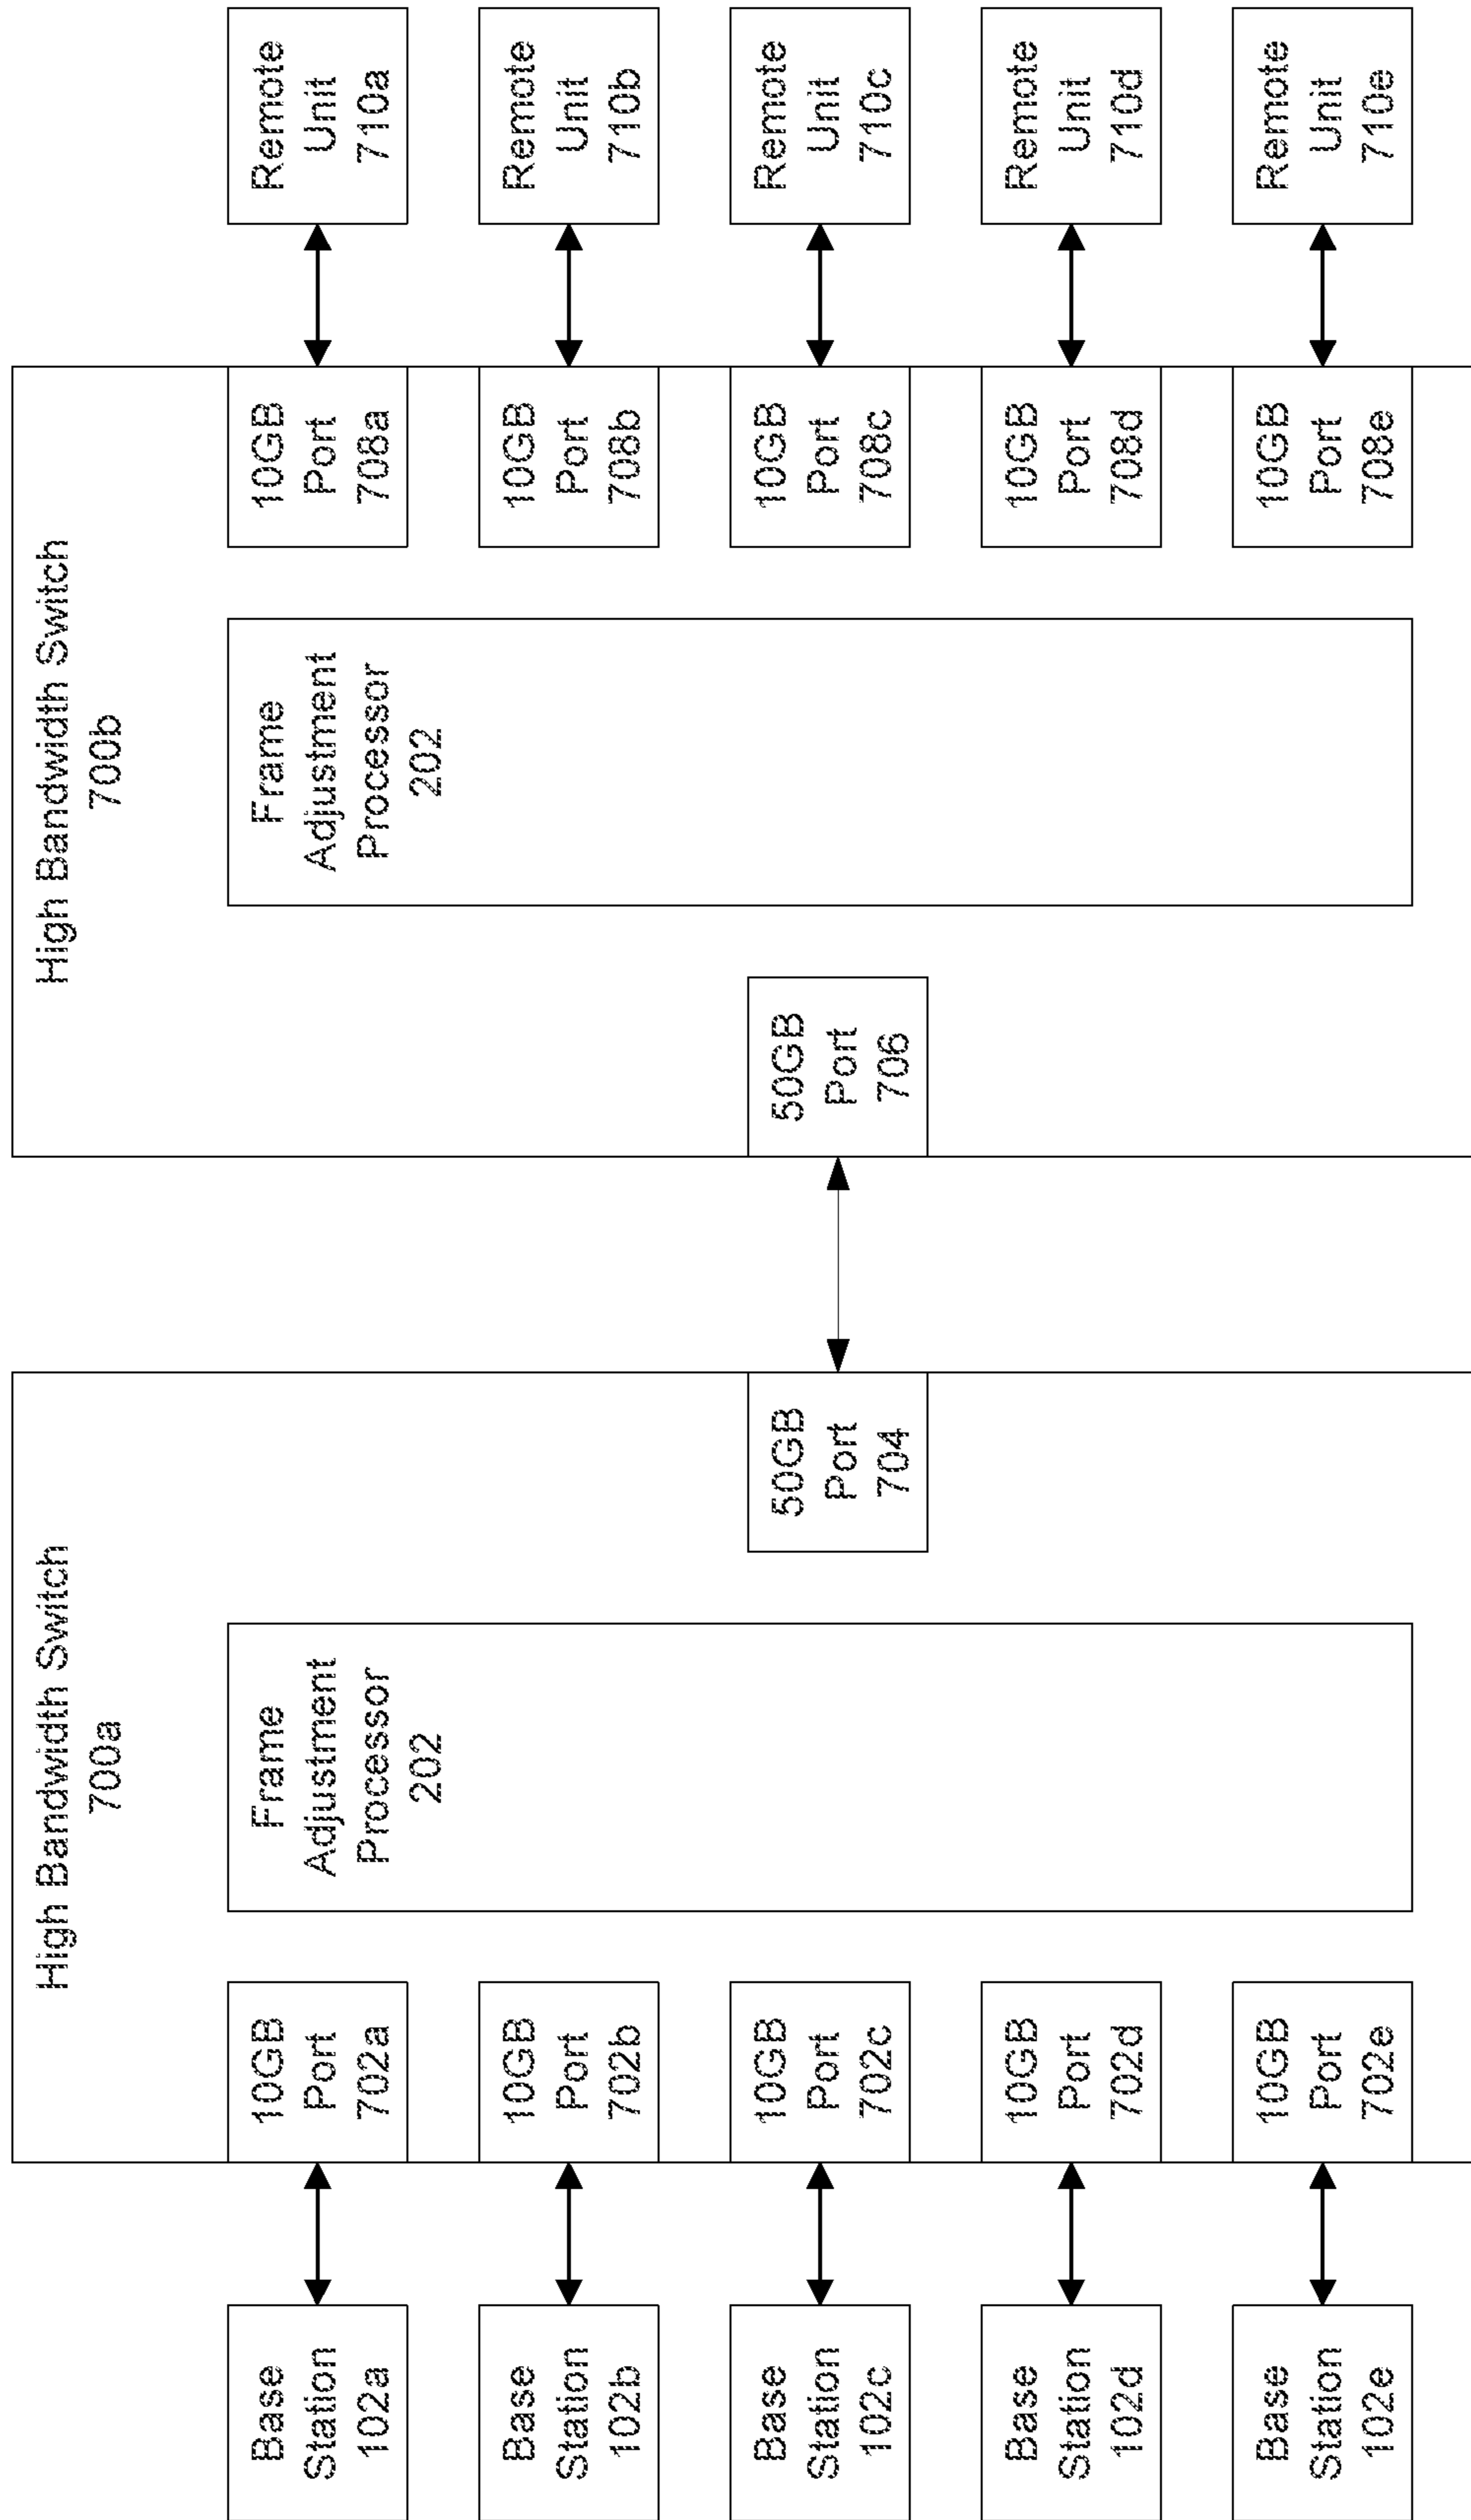 High Bandwidth Switch
700a
High Bandwidth Switch
700b
Base
Station
102a
10GB
Port
702a
Frame
Adjustment
Processor
202
Frame
Adjustment
Processor
202
10GB
Port
708a
Remote
Unit
710a
Base
Station
102b
10GB
Port
702b
10GB
Port
708b
Remote
Unit
710b
Base
Station
102c
10GB
Port
702c
50GB
Port
704
50GB
Port
706
10GB
Port
708c
Remote
Unit
710c
Base
Station
102d
10GB
Port
702d
10GB
Port
708d
Remote
Unit
710d
Base
Station
102e
10GB
Port
702e
10GB
Port
708e
Remote
Unit
710e